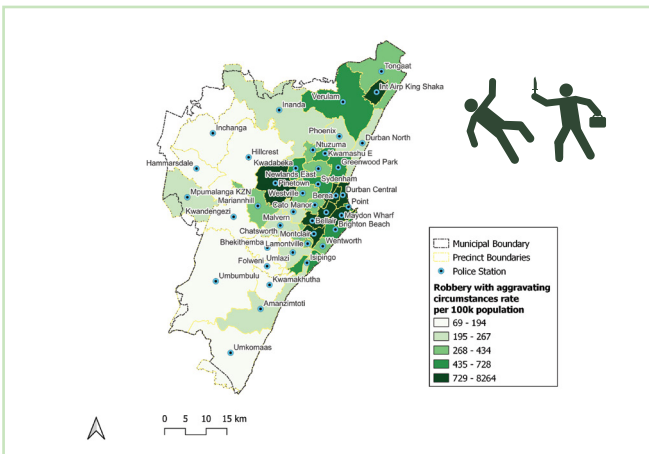 Tongaat
Int Airp King Shaka
Verulam
Inanda
Inchanga
Phoenix
Durban North
Ntuzuma
Hillcrest
Kwamashu E
Kwadabeka
Greenwood Park
Hammarsdale
Newlands East
Pinetown
Sydenham
Mpumalanga KZN
Westville
Berea
Durban Central
Mariannhill
Cato Manor
Point
Kwandengezi
Malvern
Bellair
Maydon Wharf
Brighton Beach
Chatsworth
Montclair
Bhekithemba
Lamontville
Wentworth
Folweni
Umlazi
Isipingo
Umbumbulu
Kwamakhutha
Amanzimtoti
Umkomaas
Municipal Boundary
Precinct Boundaries
Police Station
Robbery with aggravating
circumstances rate
per 100k population
69 - 194
195 - 267
268 - 434
435 - 728
729 - 8264
0 5 10 15 km